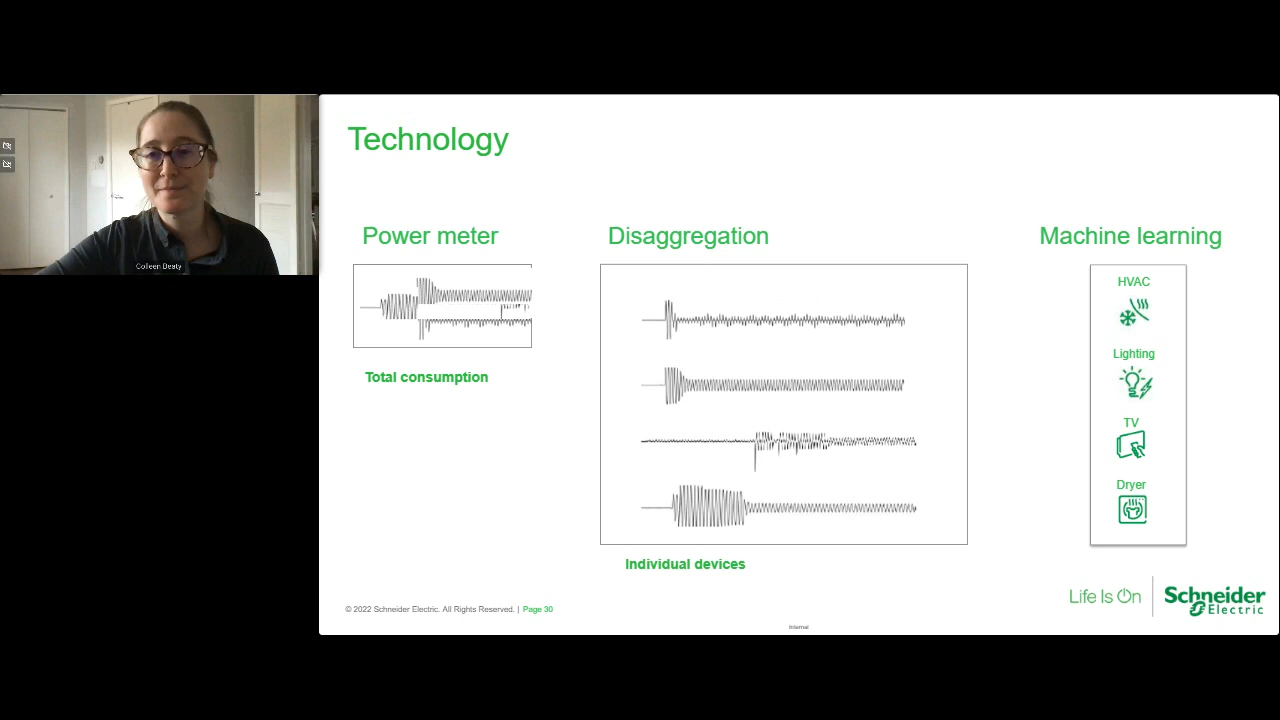 Technology
Power meter
Disaggregation
Machine learning
HVAC
Lighting
TV
Dryer
Total consumption
Individual devices
Colleen Beaty
© 2022 Schneider Electric. All Rights Reserved. | Page 30
Internal
Life Is On
Schneider
Electric